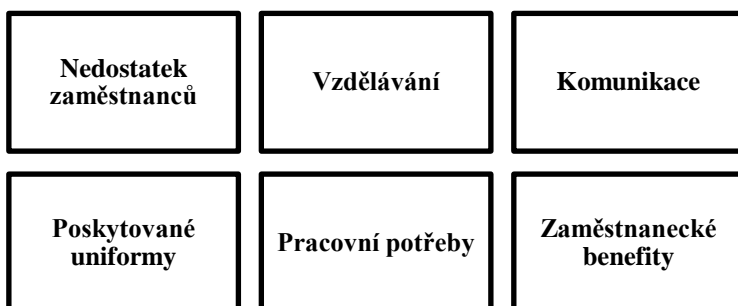 Nedostatek
zaměstnanců
Vzdělávání
Komunikace
Poskytované
uniformy
Pracovní potřeby
Zaměstnanecké
benefity